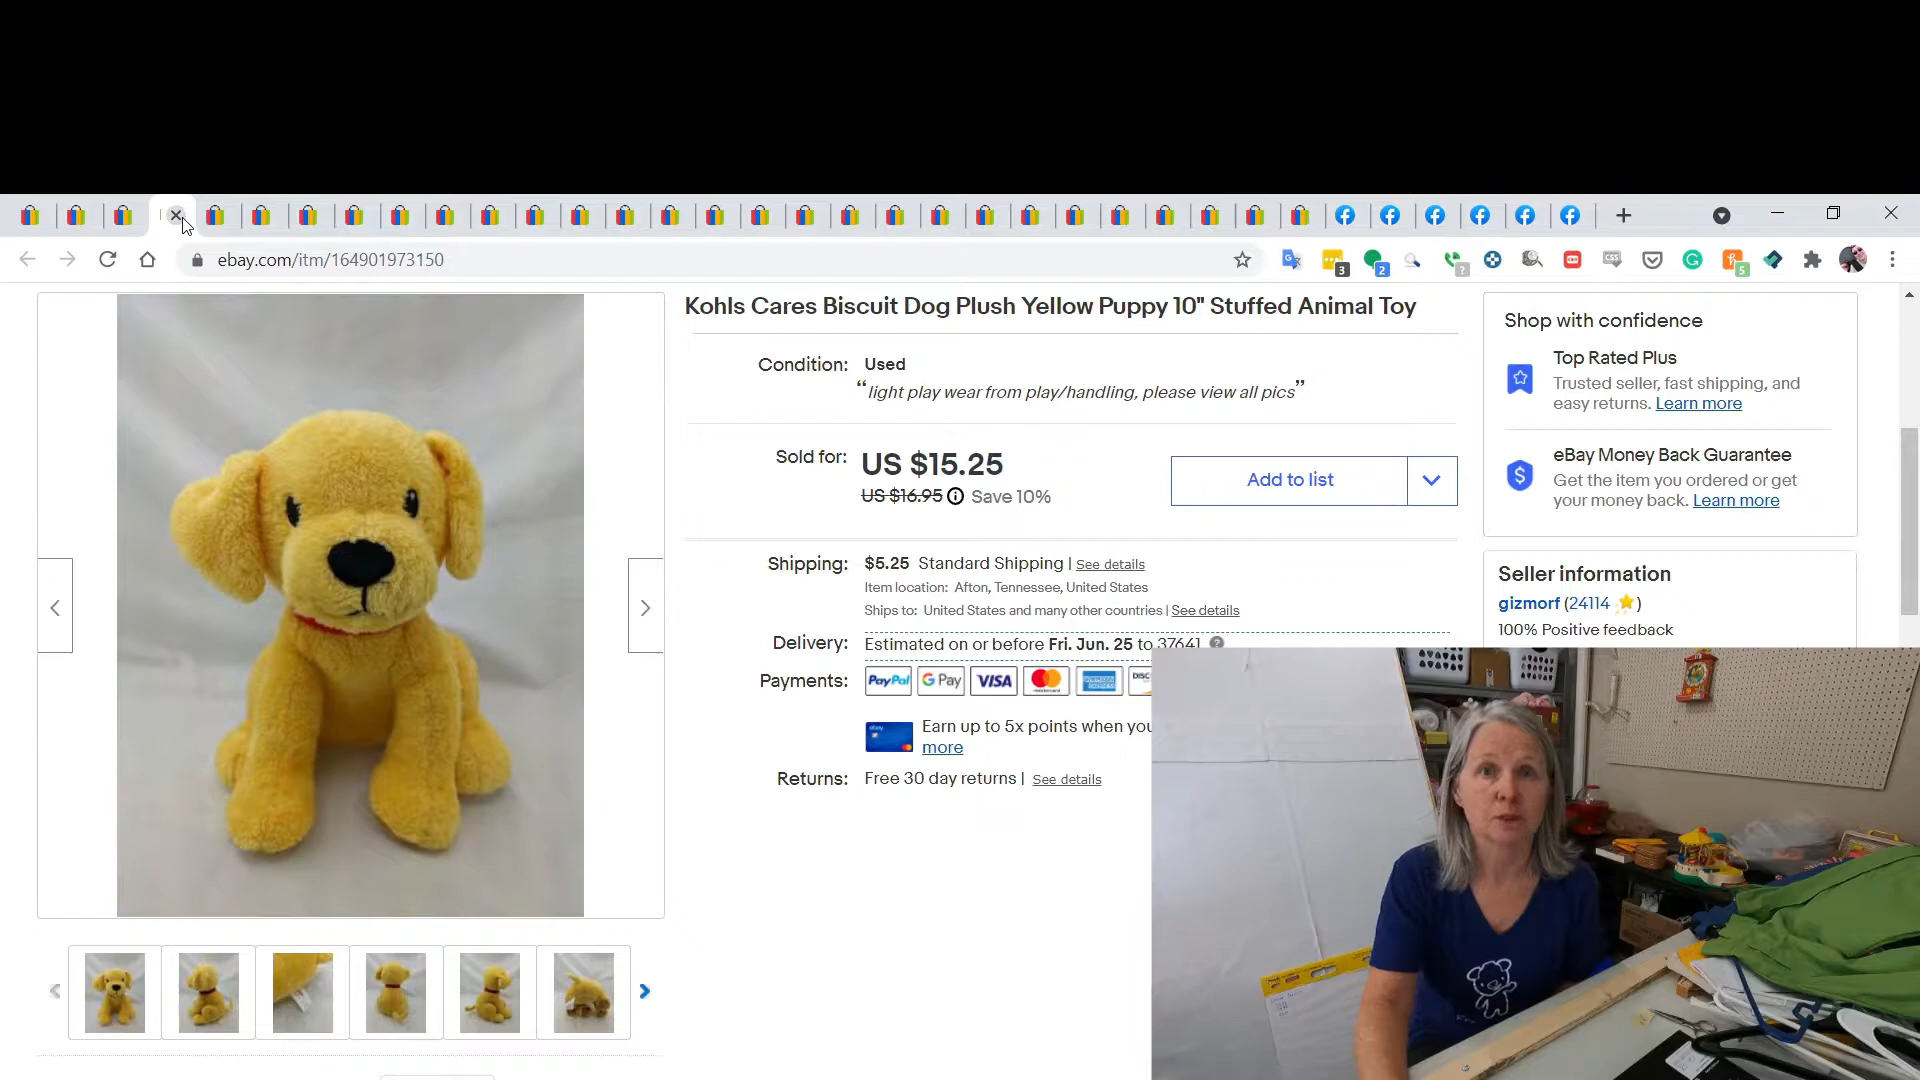 ebay.com/itm/164901973150
3
2
?
5
Kohls Cares Biscuit Dog Plush Yellow Puppy 10" Stuffed Animal Toy
Condition: Used
“light play wear from play/handling, please view all pics”
Sold for: US $15.25
US $16.95 Save 10%
Add to list
Shipping: $5.25 Standard Shipping | See details
Item location: Afton, Tennessee, United States
Ships to: United States and many other countries | See details
Delivery: Estimated on or before Fri. Jun. 25 to 37641
Payments: PayPal G Pay VISA
Earn up to 5x points when you
more
Returns: Free 30 day returns | See details
Shop with confidence
Top Rated Plus
Trusted seller, fast shipping, and
easy returns. Learn more
eBay Money Back Guarantee
Get the item you ordered or get
your money back. Learn more
Seller information
gizmorf (24114)
100% Positive feedback